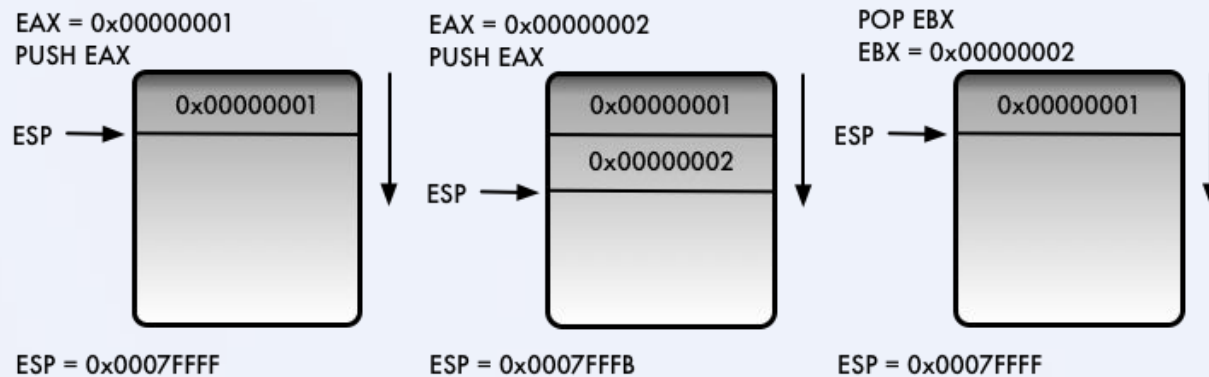 EAX = 0x00000001
PUSH EAX
0x00000001
ESP
ESP = 0x0007FFFF
EAX = 0x00000002
PUSH EAX
0x00000001
0x00000002
ESP
ESP = 0x0007FFFB
POP EBX
EBX = 0x00000002
0x00000001
ESP
ESP = 0x0007FFFF